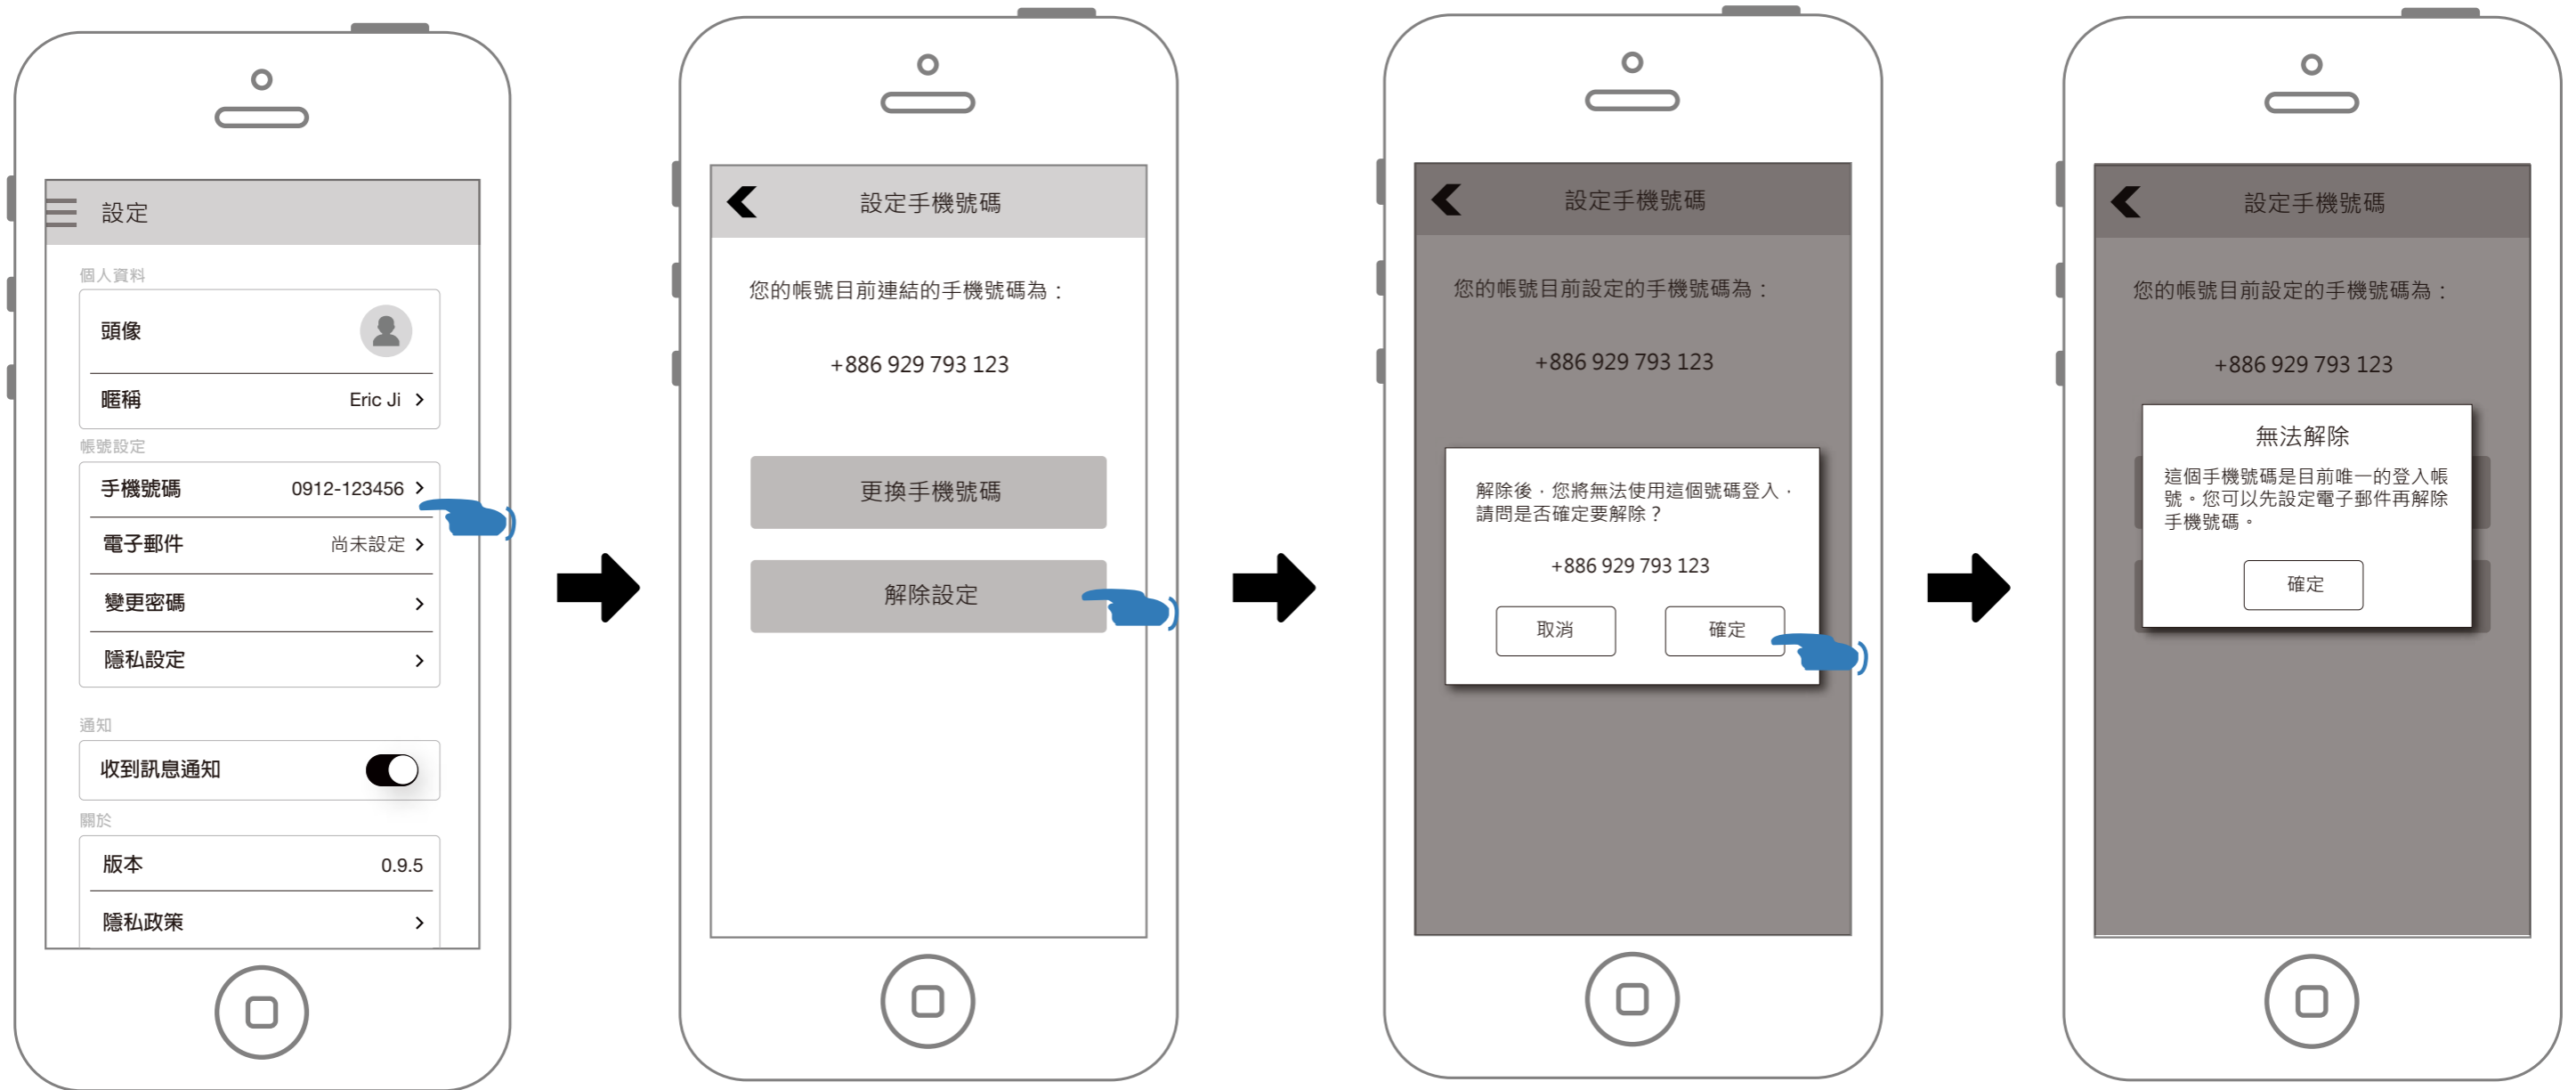 設定
個人資料
頭像
暱稱 Eric Ji
帳號設定
手機號碼 0912-123456
電子郵件 尚未設定
變更密碼
隱私設定
通知
收到訊息通知
關於
版本 0.9.5
隱私政策
設定手機號碼
您的帳號目前連結的手機號碼為：
+886 929 793 123
更換手機號碼
解除設定
設定手機號碼
您的帳號目前設定的手機號碼為：
+886 929 793 123
解除後，您將無法使用這個號碼登入，
請問是否確定要解除？
+886 929 793 123
取消 確定
設定手機號碼
您的帳號目前設定的手機號碼為：
+886 929 793 123
無法解除
這個手機號碼是目前唯一的登入帳
號。您可以先設定電子郵件再解除
手機號碼。
確定